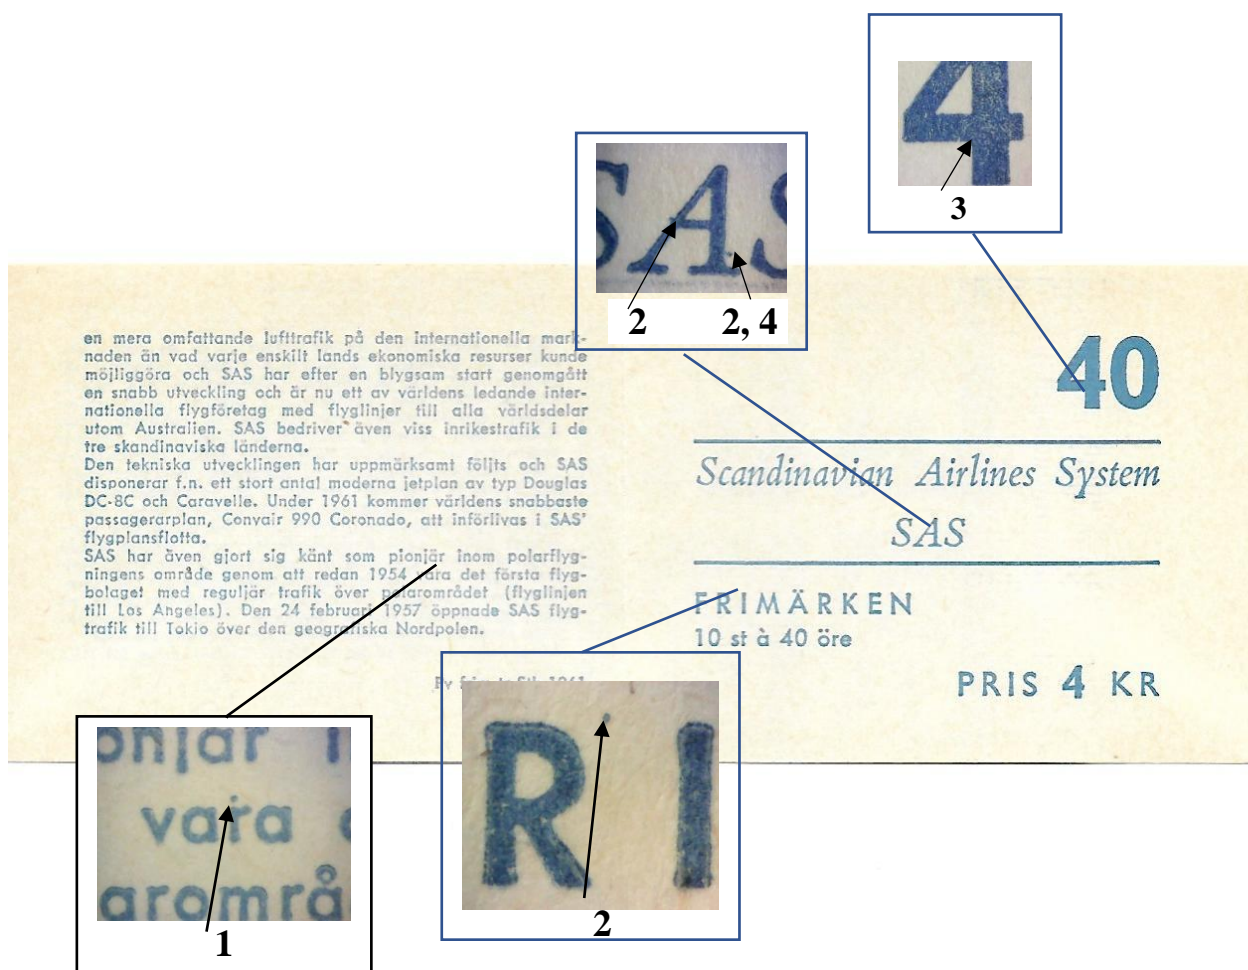 3
2 2, 4
en mera omfattande lufttrafik på den internationella mark-
naden än vad varje enskilt lands ekonomiska resurser kunde
möjliggöra och SAS har efter en blygsam start genomgått
en snabb utveckling och är nu ett av världens ledande inter-
nationella flygföretag med flyglinjer till alla världsdelar
utom Australien. SAS bedriver även viss inrikestrafik i de
tre skandinaviska länderna.
Den tekniska utvecklingen har uppmärksamt följts och SAS
disponerar f.n. ett stort antal moderna jetplan av typ Douglas
DC-8C och Caravelle. Under 1961 kommer världens snabbaste
passagerarplan, Convair 990 Coronado, att införlivas i SAS'
flygplansflotta.
SAS har även gjort sig känt som pionjär inom polarflyg-
ningens område genom att redan 1954 vara det första flyg-
bolaget med reguljär trafik över polarområdet (flyglinjen
till Los Angeles). Den 24 februari 1957 öppnade SAS flyg-
trafik till Tokio över den geografiska Nordpolen.
40
Scandinavian Airlines System
SAS
FRIMÄRKEN
10 st à 40 öre
PRIS 4 KR
4
SAS
onjär i
vara
arområ
1
R I
2